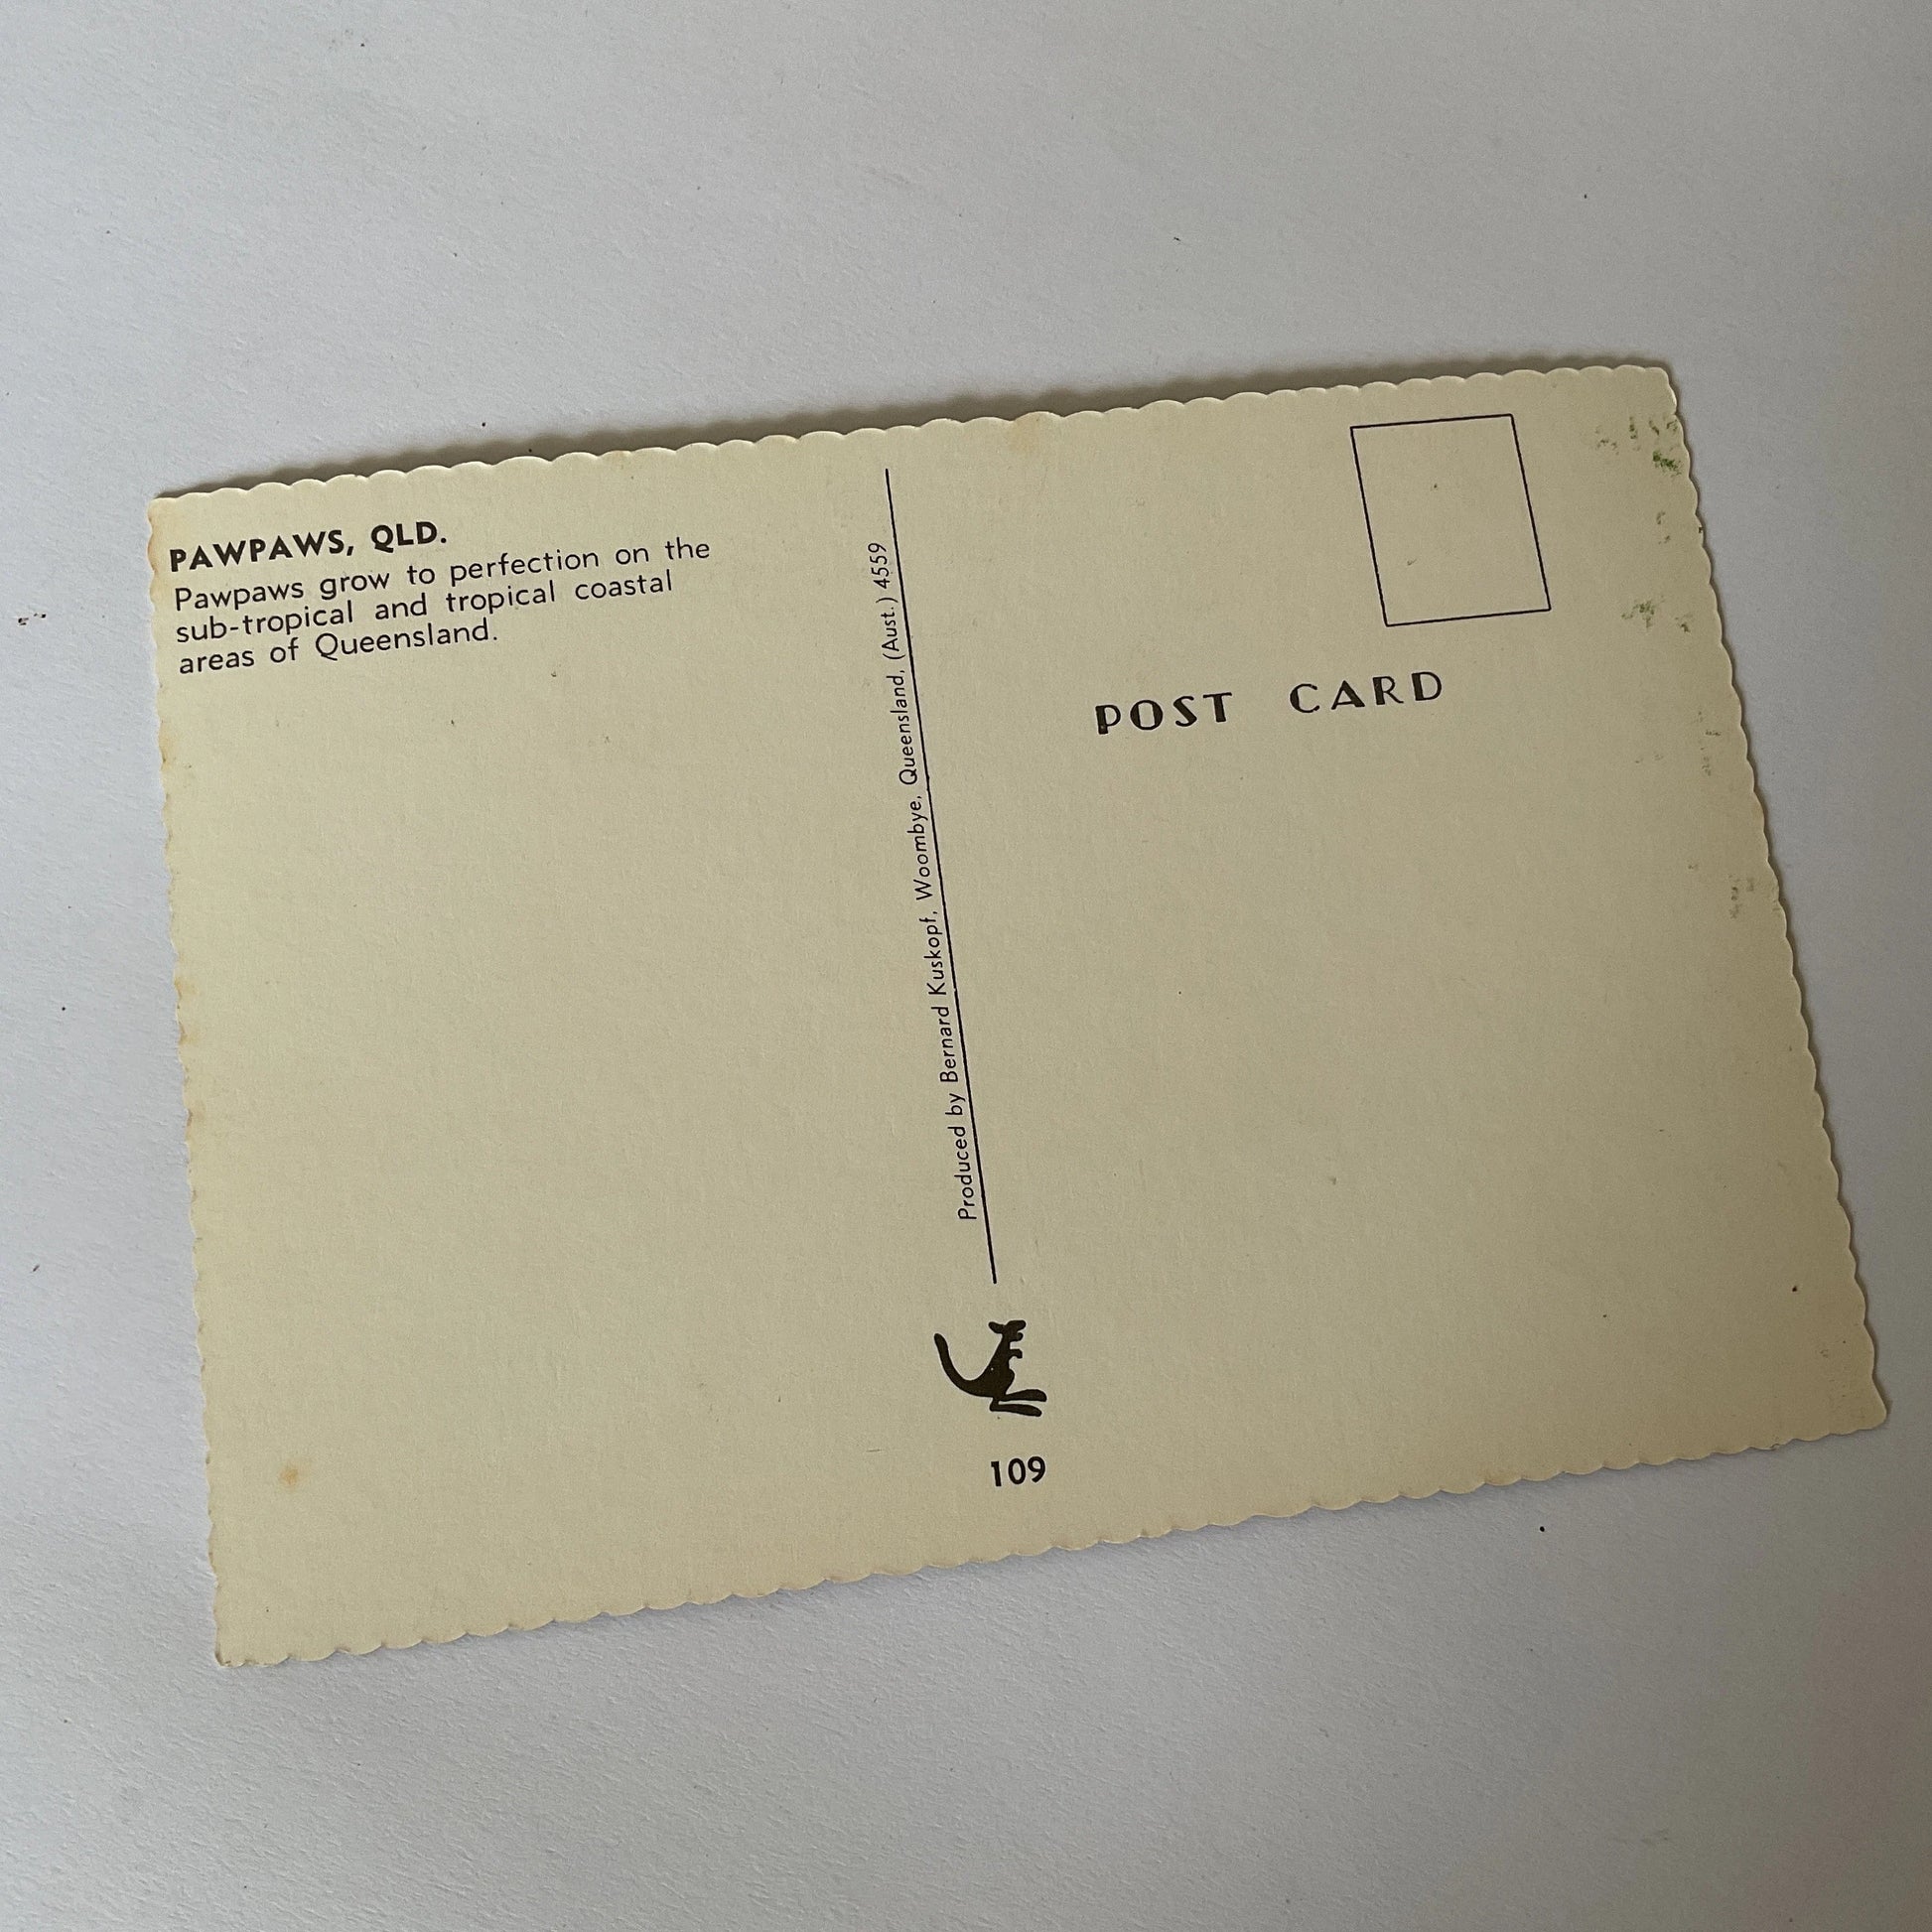 PAWPAWS, QLD.
Pawpaws grow to perfection on the
sub-tropical and tropical coastal
areas of Queensland.
Produced by Bernard Kuskopf, Woombye, Queensland, (Aust.) 4559
POST CARD
109